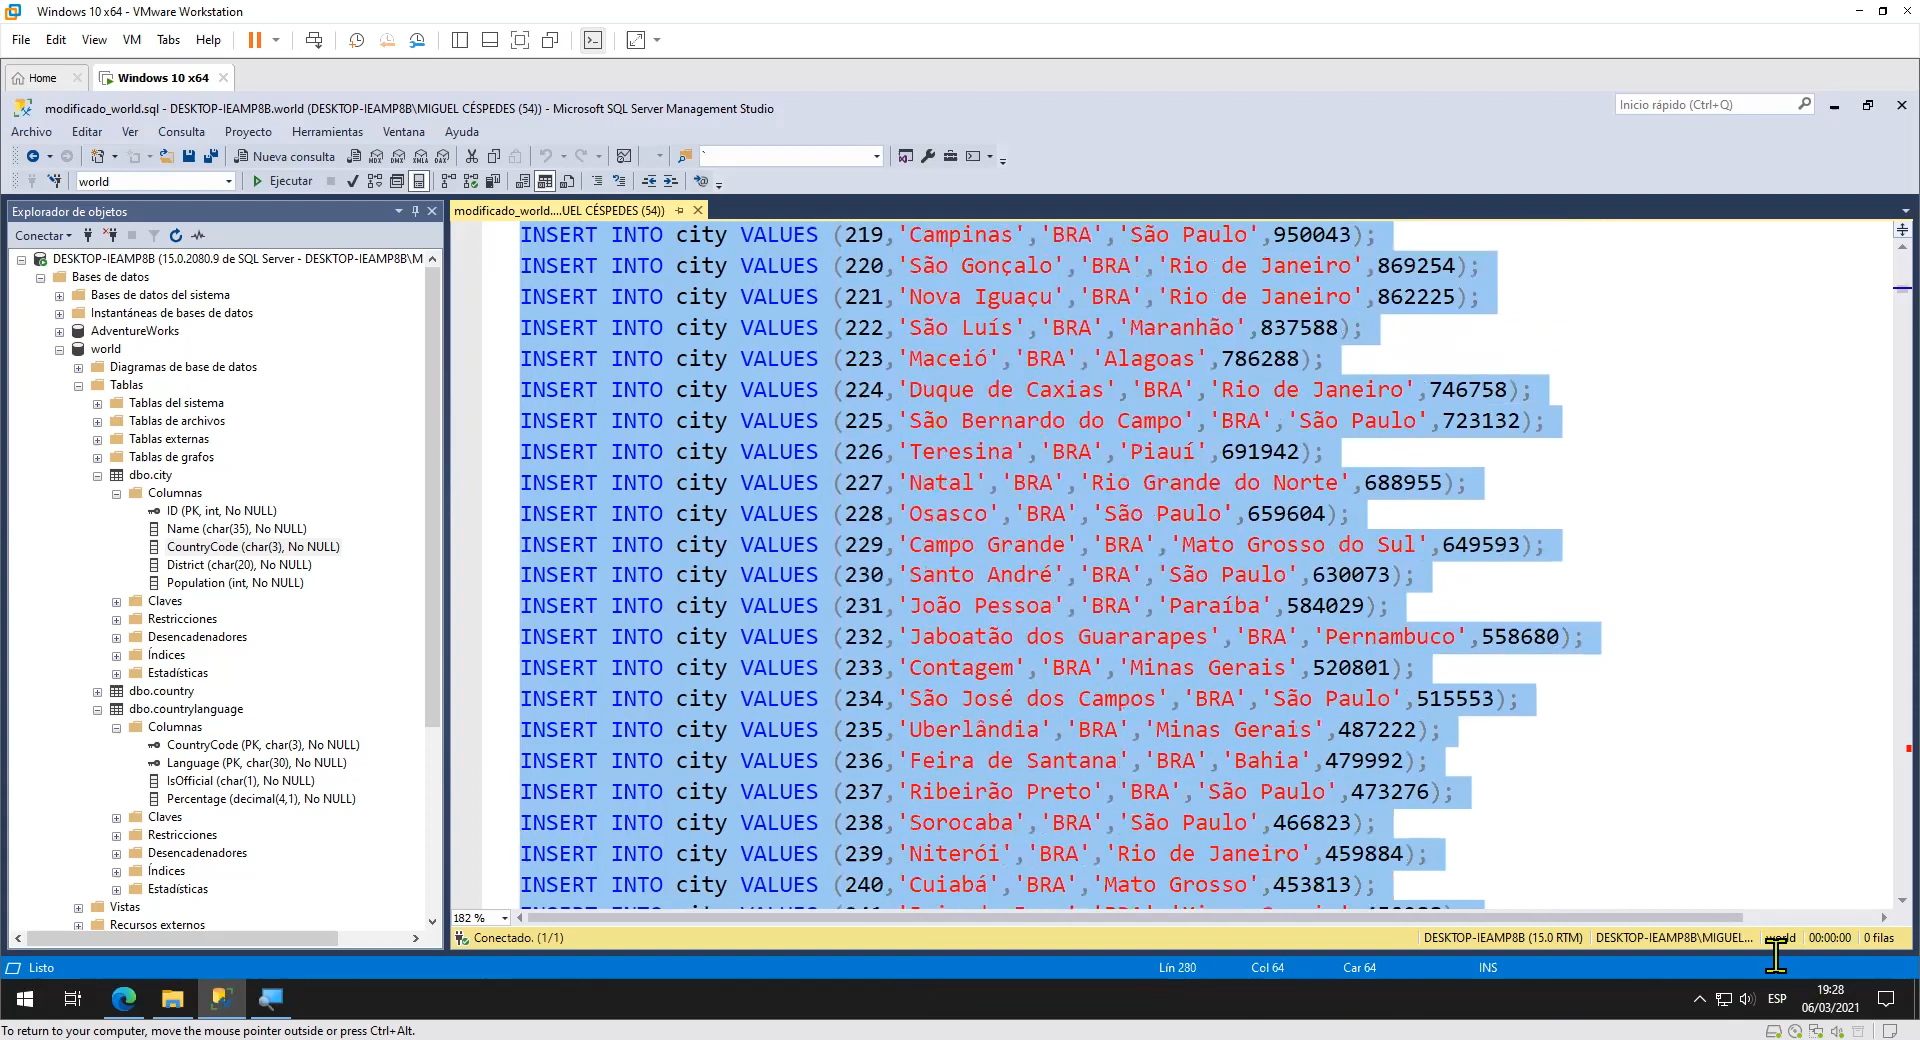 Windows 10 x64 - VMware Workstation
File Edit View VM Tabs Help
Home
Windows 10 x64
modificado_world.sql - DESKTOP-IEAMP8B.world (DESKTOP-IEAMP8B\MIGUEL CÉSPEDES (54)) - Microsoft SQL Server Management Studio
Inicio rápido (Ctrl+Q)
Archivo Editar Ver Consulta Proyecto Herramientas Ventana Ayuda
Nueva consulta
MDX DMX XMLA DAX
world
Ejecutar
Explorador de objetos
Conectar
DESKTOP-IEAMP8B (15.0.2080.9 de SQL Server - DESKTOP-IEAMP8B\M
Bases de datos
Bases de datos del sistema
Instantáneas de bases de datos
AdventureWorks
world
Diagramas de base de datos
Tablas
Tablas del sistema
Tablas de archivos
Tablas externas
Tablas de grafos
dbo.city
Columnas
ID (PK, int, No NULL)
Name (char(35), No NULL)
CountryCode (char(3), No NULL)
District (char(20), No NULL)
Population (int, No NULL)
Claves
Restricciones
Desencadenadores
Índices
Estadísticas
dbo.country
dbo.countrylanguage
Columnas
CountryCode (PK, char(3), No NULL)
Language (PK, char(30), No NULL)
IsOfficial (char(1), No NULL)
Percentage (decimal(4,1), No NULL)
Claves
Restricciones
Desencadenadores
Índices
Estadísticas
Vistas
Recursos externos
modificado_world....UEL CÉSPEDES (54))
INSERT INTO city VALUES (219,'Campinas','BRA','São Paulo',950043);
INSERT INTO city VALUES (220,'São Gonçalo','BRA','Rio de Janeiro',869254);
INSERT INTO city VALUES (221,'Nova Iguaçu','BRA','Rio de Janeiro',862225);
INSERT INTO city VALUES (222,'São Luís','BRA','Maranhão',837588);
INSERT INTO city VALUES (223,'Maceió','BRA','Alagoas',786288);
INSERT INTO city VALUES (224,'Duque de Caxias','BRA','Rio de Janeiro',746758);
INSERT INTO city VALUES (225,'São Bernardo do Campo','BRA','São Paulo',723132);
INSERT INTO city VALUES (226,'Teresina','BRA','Piauí',691942);
INSERT INTO city VALUES (227,'Natal','BRA','Rio Grande do Norte',688955);
INSERT INTO city VALUES (228,'Osasco','BRA','São Paulo',659604);
INSERT INTO city VALUES (229,'Campo Grande','BRA','Mato Grosso do Sul',649593);
INSERT INTO city VALUES (230,'Santo André','BRA','São Paulo',630073);
INSERT INTO city VALUES (231,'João Pessoa','BRA','Paraíba',584029);
INSERT INTO city VALUES (232,'Jaboatão dos Guararapes','BRA','Pernambuco',558680);
INSERT INTO city VALUES (233,'Contagem','BRA','Minas Gerais',520801);
INSERT INTO city VALUES (234,'São José dos Campos','BRA','São Paulo',515553);
INSERT INTO city VALUES (235,'Uberlândia','BRA','Minas Gerais',487222);
INSERT INTO city VALUES (236,'Feira de Santana','BRA','Bahia',479992);
INSERT INTO city VALUES (237,'Ribeirão Preto','BRA','São Paulo',473276);
INSERT INTO city VALUES (238,'Sorocaba','BRA','São Paulo',466823);
INSERT INTO city VALUES (239,'Niterói','BRA','Rio de Janeiro',459884);
INSERT INTO city VALUES (240,'Cuiabá','BRA','Mato Grosso',453813);
182 %
Conectado. (1/1)
DESKTOP-IEAMP8B (15.0 RTM) DESKTOP-IEAMP8B\MIGUEL... world 00:00:00 0 filas
Listo
Lín 280 Col 64 Car 64 INS
ESP
19:28
06/03/2021
To return to your computer, move the mouse pointer outside or press Ctrl+Alt.